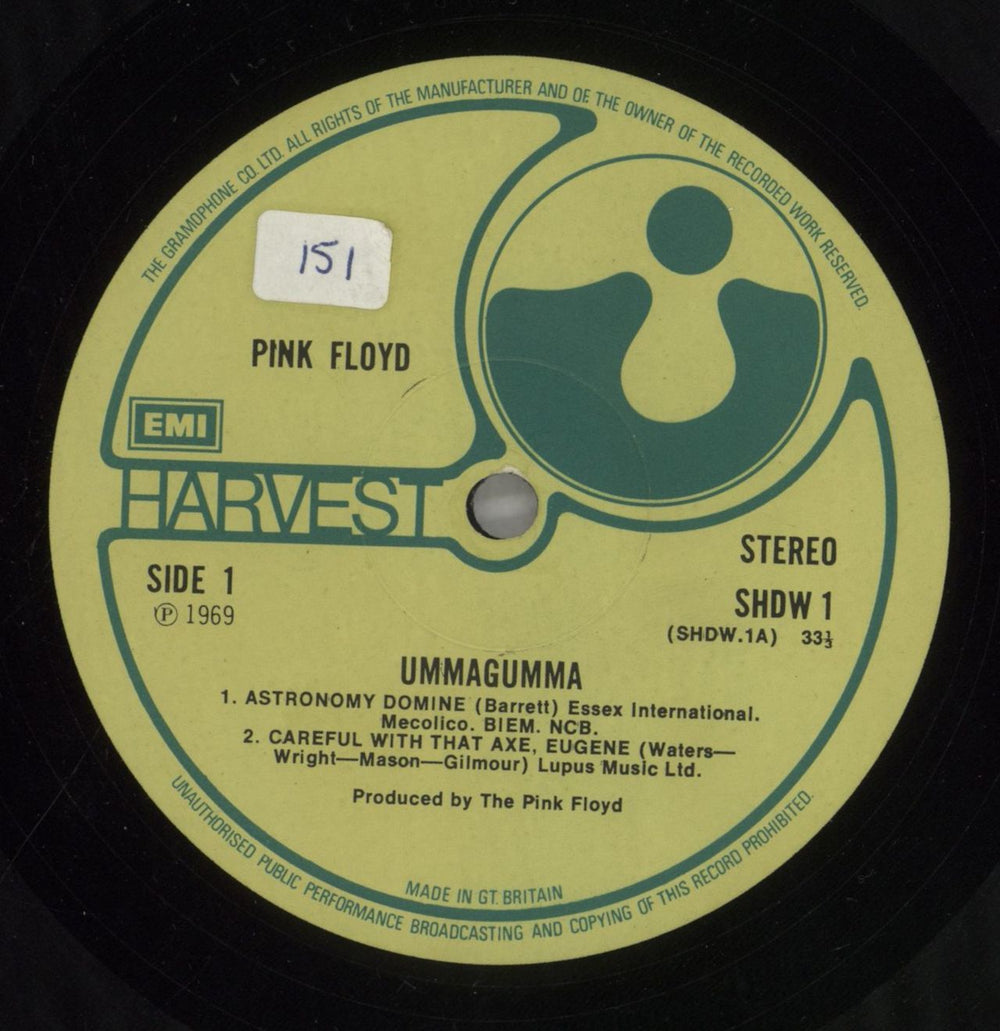 THE GRAMOPHONE CO. LTD. ALL RIGHTS OF THE MANUFACTURER AND OF THE OWNER OF THE RECORDED WORK RESERVED.
151
PINK FLOYD
EMI
HARVEST
STEREO
SIDE 1
SHDW 1
℗ 1969
(SHDW.1A) 33⅓
UMMAGUMMA
1. ASTRONOMY DOMINE (Barrett) Essex International.
Mecolico. BIEM. NCB.
2. CAREFUL WITH THAT AXE, EUGENE (Waters—
Wright—Mason—Gilmour) Lupus Music Ltd.
Produced by The Pink Floyd
MADE IN GT. BRITAIN
UNAUTHORISED PUBLIC PERFORMANCE BROADCASTING AND COPYING OF THIS RECORD PROHIBITED.